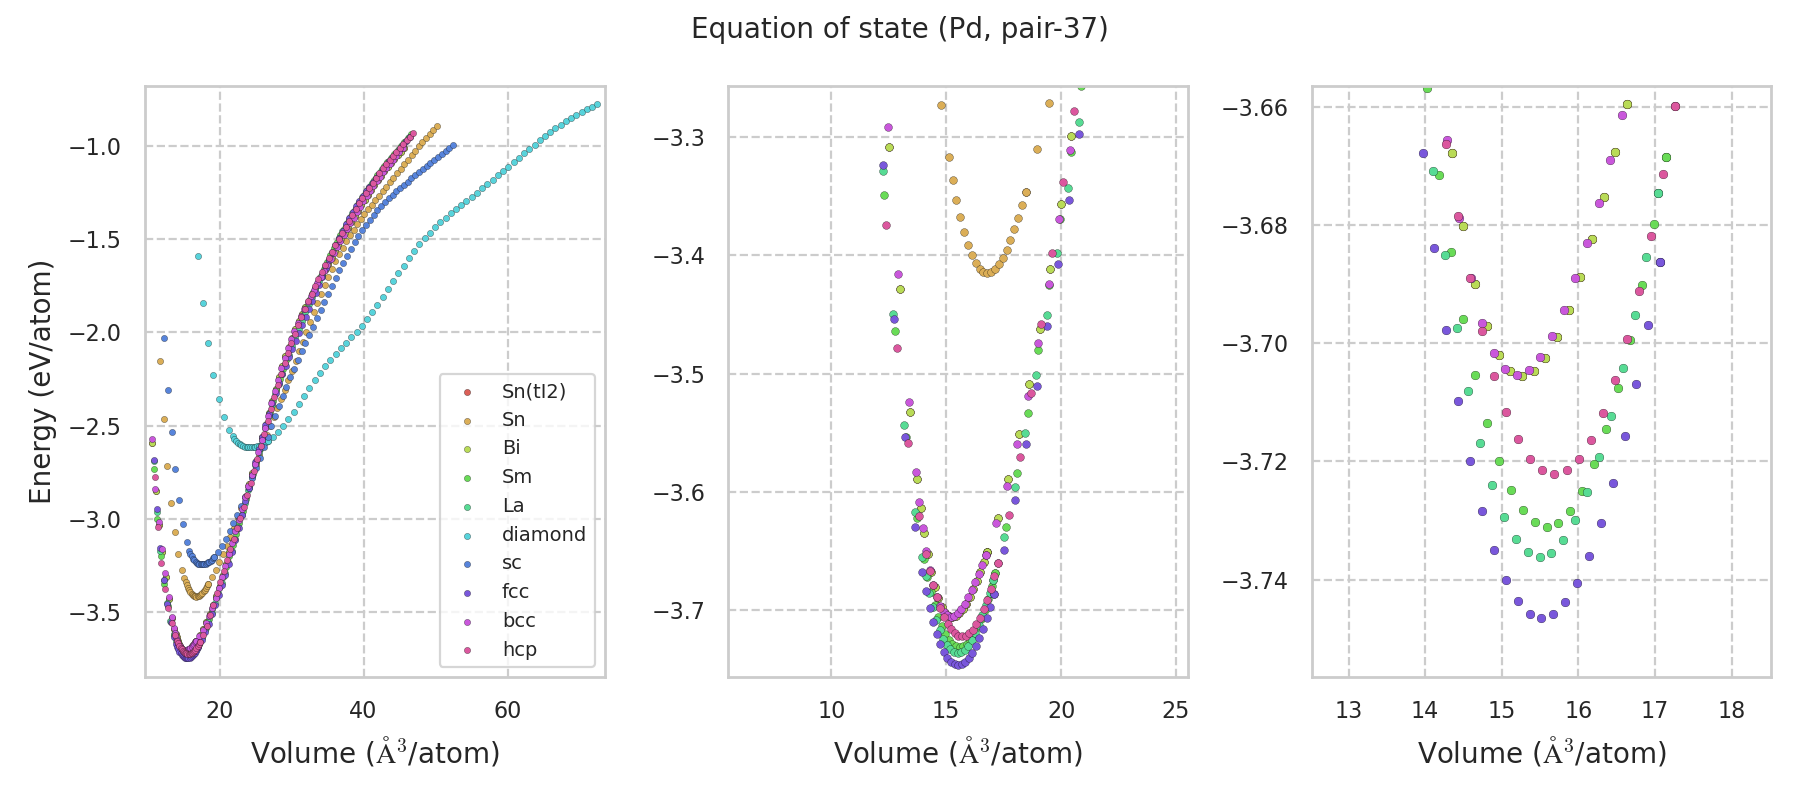 Equation of state (Pd, pair-37)
Energy (eV/atom)
−1.0
−1.5
−2.0
−2.5
−3.0
−3.5
20
40
60
Volume (Å³/atom)
Sn(tI2)
Sn
Bi
Sm
La
diamond
sc
fcc
bcc
hcp
−3.3
−3.4
−3.5
−3.6
−3.7
10
15
20
25
Volume (Å³/atom)
−3.66
−3.68
−3.70
−3.72
−3.74
13
14
15
16
17
18
Volume (Å³/atom)